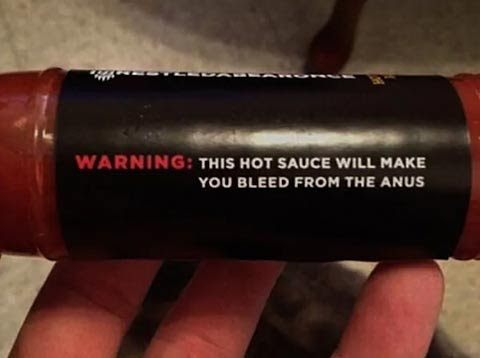 WARNING: THIS HOT SAUCE WILL MAKE
YOU BLEED FROM THE ANUS